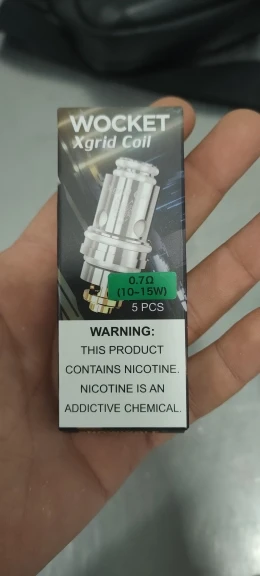 WOCKET
Xgrid Coil
0.7Ω
(10-15W)
5 PCS
WARNING:
THIS PRODUCT
CONTAINS NICOTINE.
NICOTINE IS AN
ADDICTIVE CHEMICAL.